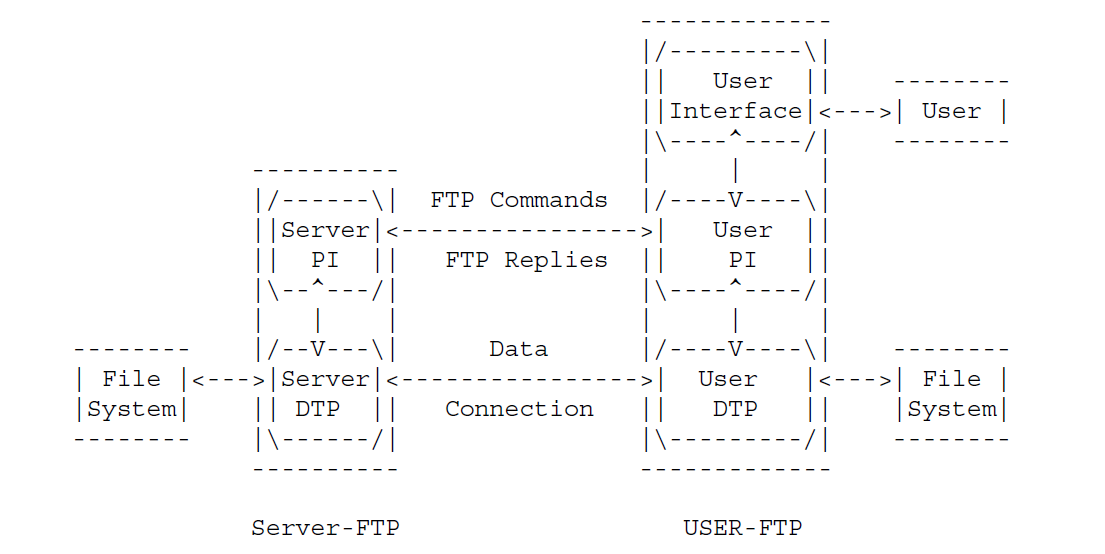 -------------
                                       |/---------\|
                                       ||   User  ||    --------
                                       ||Interface|<--->| User |
                                       |\----^----/|    --------
            ----------                 |     |     |
            |/------\|  FTP Commands   |/----V----\|
            ||Server|<---------------->|   User  ||
            ||  PI  ||   FTP Replies  ||    PI   ||
            |\--^---/|                 |\----^----/|
            |   |    |                 |     |     |
--------    |/--V---\|      Data       |/----V----\|    --------
| File |<--->|Server|<---------------->|  User   |<--->| File |
|System|    || DTP  ||   Connection   ||   DTP   ||    |System|
--------    |\------/|                 |\---------/|    --------
            ----------                 -------------

            Server-FTP                   USER-FTP